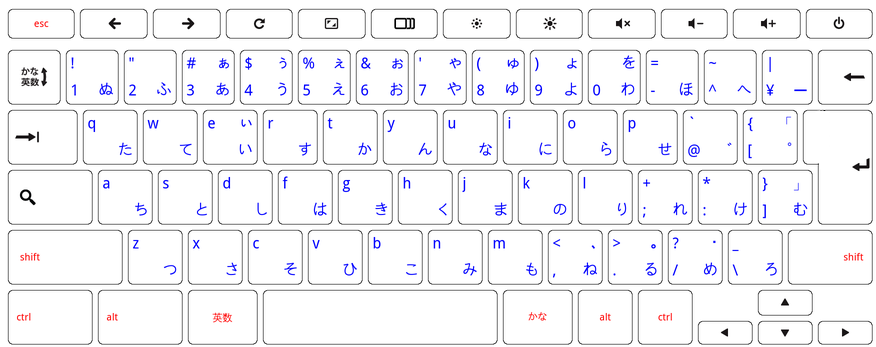 esc
かな 英数 ! 1 ぬ " 2 ふ # ぁ 3 あ $ ぅ 4 う % ぇ 5 え & ぉ 6 お ' ゃ 7 や ( ゅ 8 ゆ ) ょ 9 よ を 0 わ = - ほ ~ ^ へ | ¥ ー
q た w て e ぃ い r す t か y ん u な i に o ら p せ ` @ ゛ { 「 [ ゜
a ち s と d し f は g き h く j ま k の l り + ; れ * : け } 」 ] む
shift z つ x さ c そ v ひ b こ n み m も < 、 , ね > 。 . る ? ・ / め _ \ ろ shift
ctrl alt 英数 かな alt ctrl